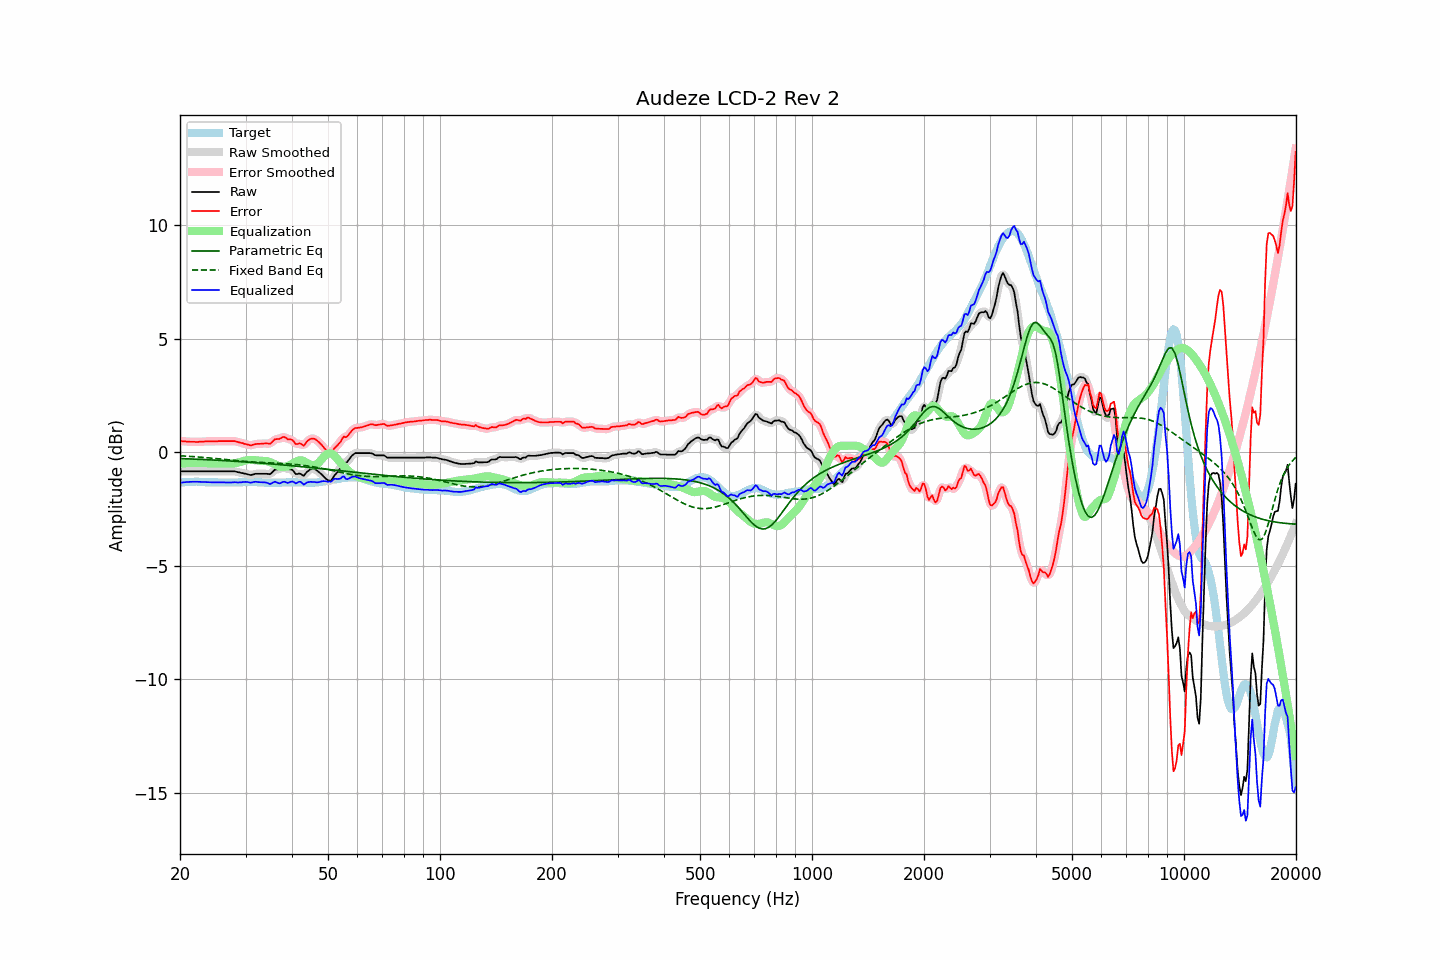 Audeze LCD-2 Rev 2
Target
Raw Smoothed
Error Smoothed
Raw
Error
Equalization
Parametric Eq
Fixed Band Eq
Equalized
Amplitude (dBr)
10
5
0
−5
−10
−15
20
50
100
200
500
1000
2000
5000
10000
20000
Frequency (Hz)